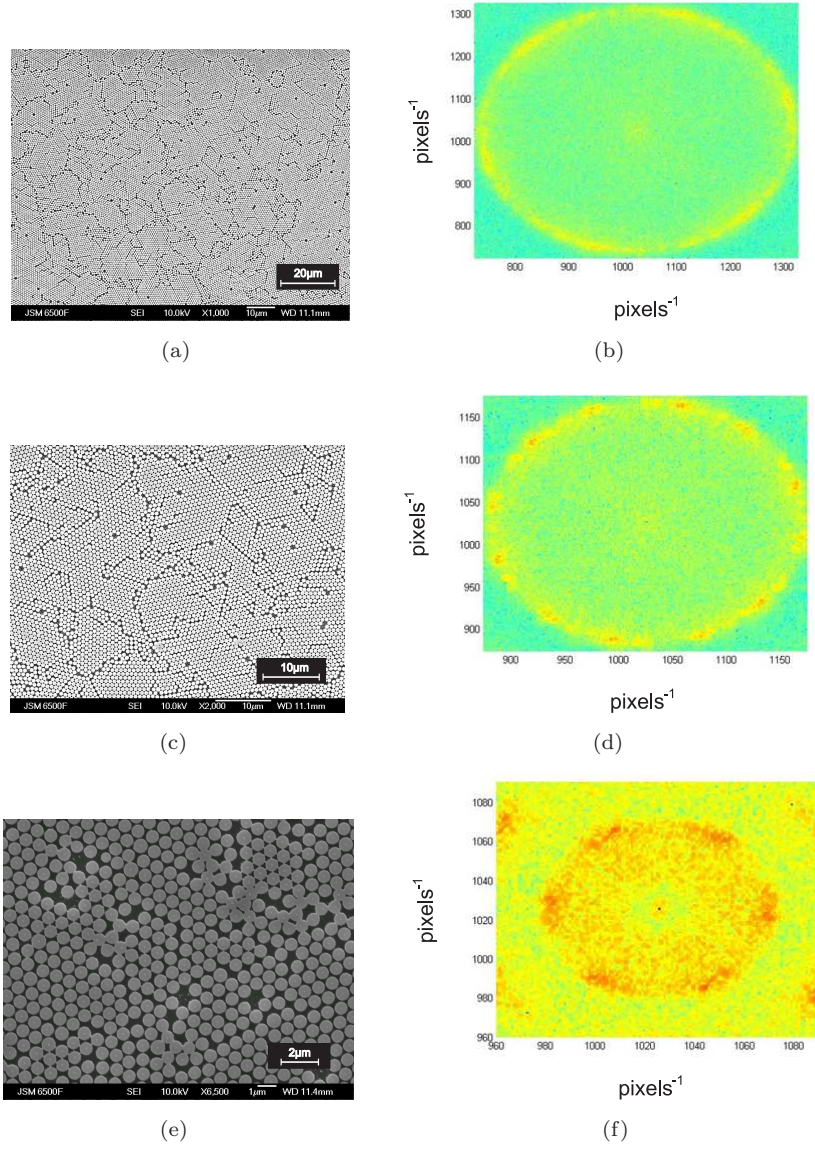 20µm
JSM 6500F SEI 10.0kV X1,000 10µm WD 11.1mm
(a)
pixels-1
1300
1200
1100
1000
900
800
800 900 1000 1100 1200 1300
pixels-1
(b)
10µm
JSM 6500F SEI 10.0kV X2,000 10µm WD 11.1mm
(c)
pixels-1
1150
1100
1050
1000
950
900
900 950 1000 1050 1100 1150
pixels-1
(d)
2µm
JSM 6500F SEI 10.0kV X6,500 1µm WD 11.4mm
(e)
pixels-1
1080
1060
1040
1020
1000
980
960
960 980 1000 1020 1040 1060 1080
pixels-1
(f)